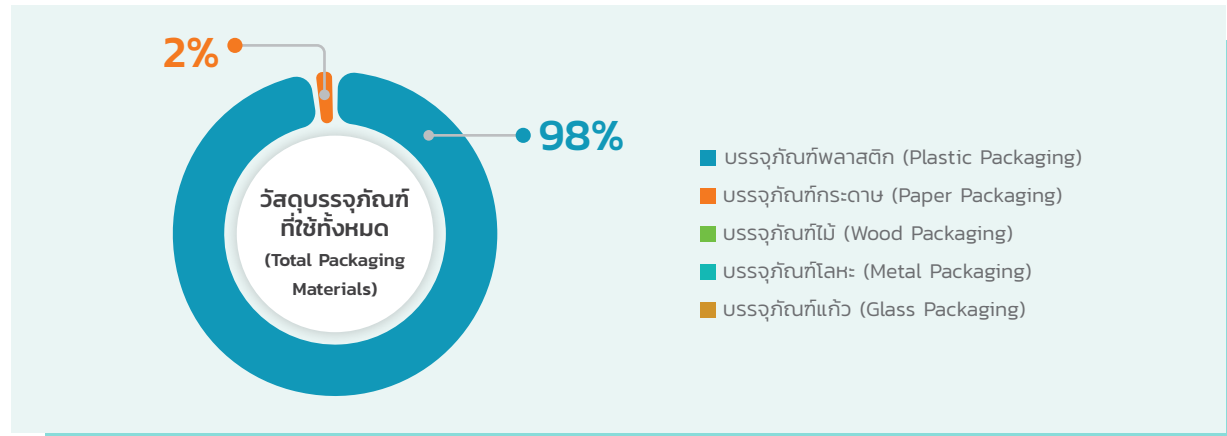 2%
98%
วัสดุบรรจุภัณฑ์
ที่ใช้ทั้งหมด
(Total Packaging
Materials)
บรรจุภัณฑ์พลาสติก (Plastic Packaging)
บรรจุภัณฑ์กระดาษ (Paper Packaging)
บรรจุภัณฑ์ไม้ (Wood Packaging)
บรรจุภัณฑ์โลหะ (Metal Packaging)
บรรจุภัณฑ์แก้ว (Glass Packaging)